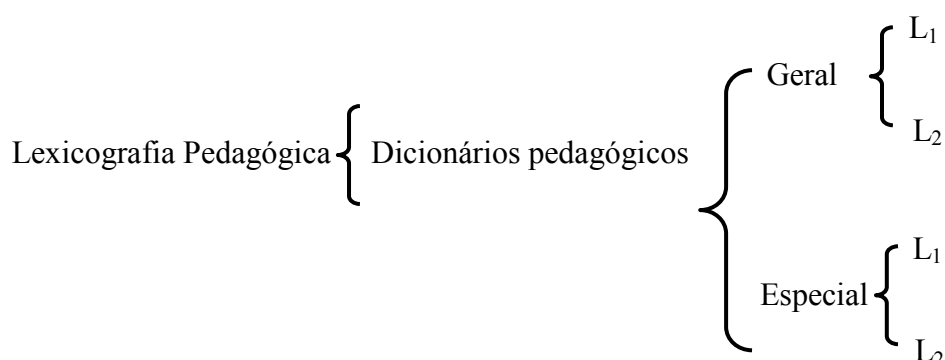 L₁
Geral
L₂
Lexicografia Pedagógica
Dicionários pedagógicos
L₁
Especial
L₂